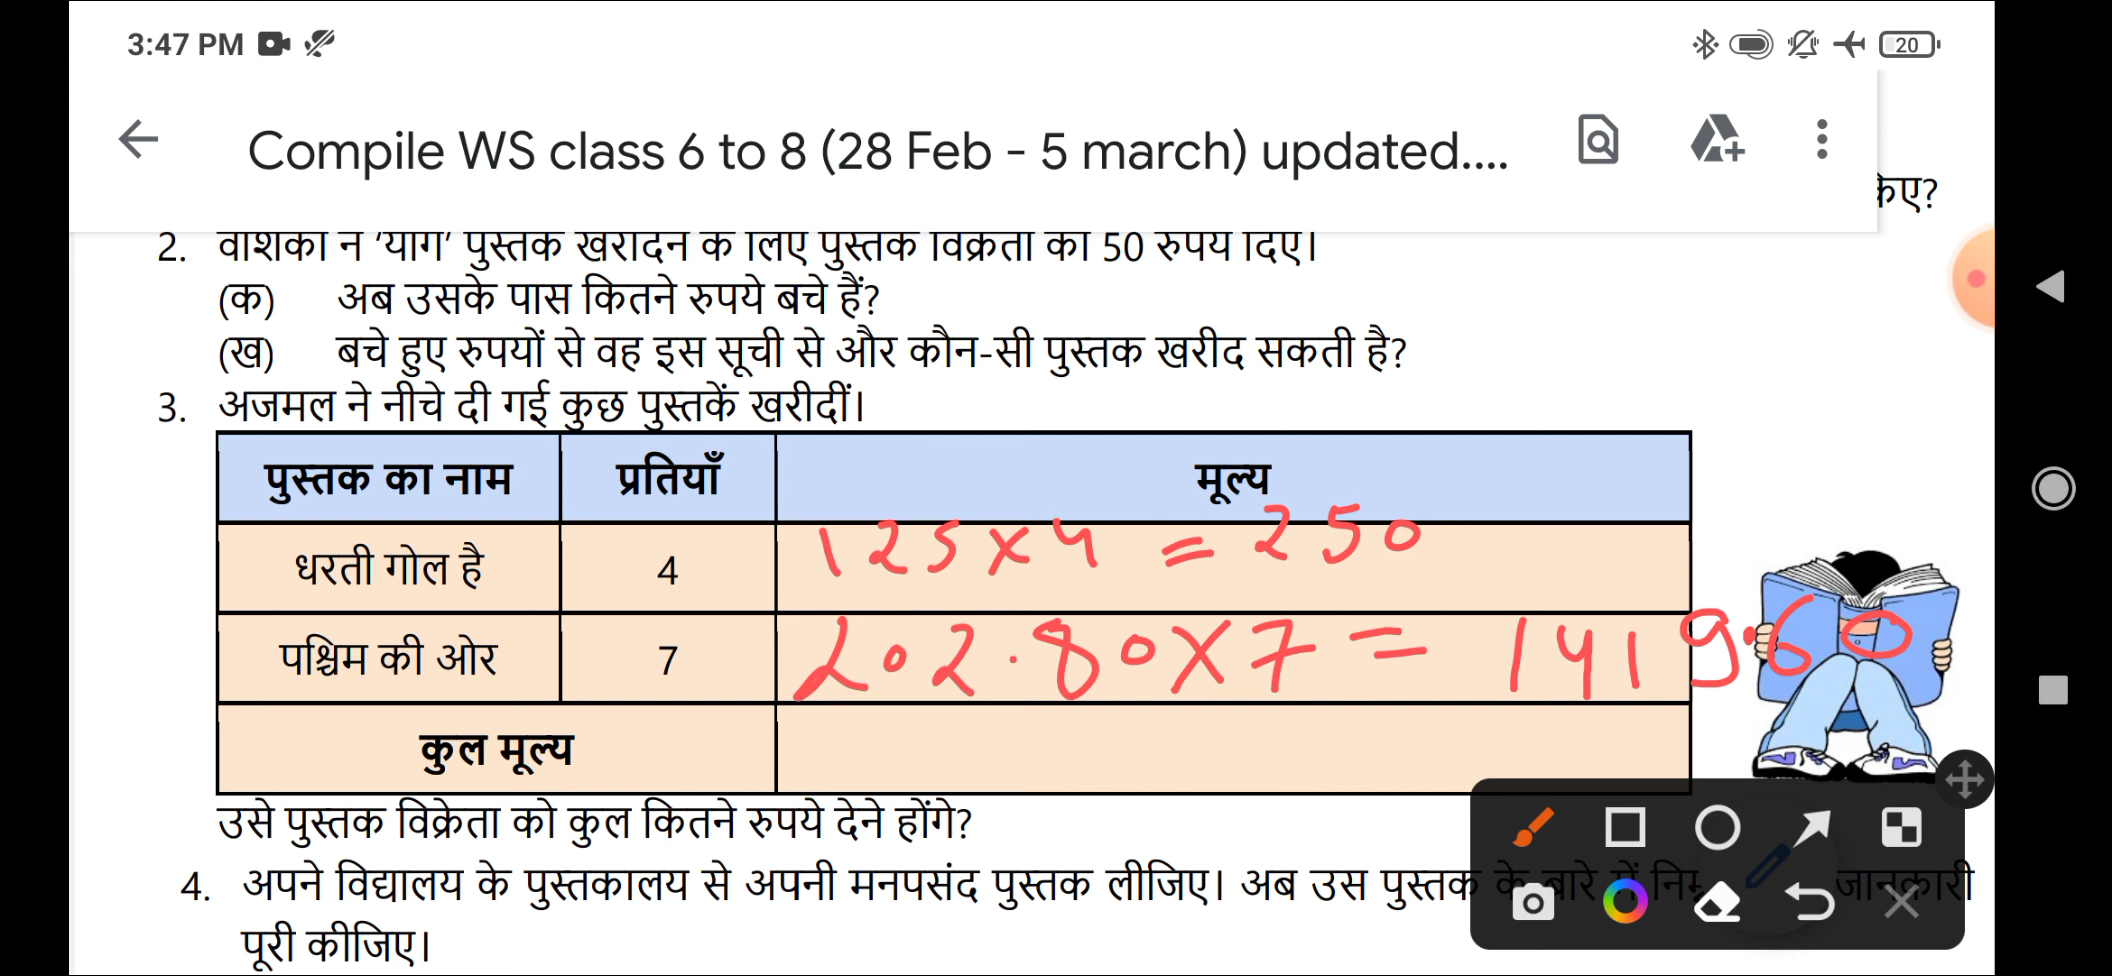 3:47 PM
20
Compile WS class 6 to 8 (28 Feb - 5 march) updated....
किए?
2. वंशिका ने ‘योग’ पुस्तक खरीदने के लिए पुस्तक विक्रेता को 50 रुपये दिए।
(क) अब उसके पास कितने रुपये बचे हैं?
(ख) बचे हुए रुपयों से वह इस सूची से और कौन-सी पुस्तक खरीद सकती है?
3. अजमल ने नीचे दी गई कुछ पुस्तकें खरीदीं।
पुस्तक का नाम प्रतियाँ मूल्य
धरती गोल है 4 125 x 4 = 250
पश्चिम की ओर 7 202.80 X 7 = 1419.60
कुल मूल्य
उसे पुस्तक विक्रेता को कुल कितने रुपये देने होंगे?
4. अपने विद्यालय के पुस्तकालय से अपनी मनपसंद पुस्तक लीजिए। अब उस पुस्तक के बारे में जानकारी
पूरी कीजिए।